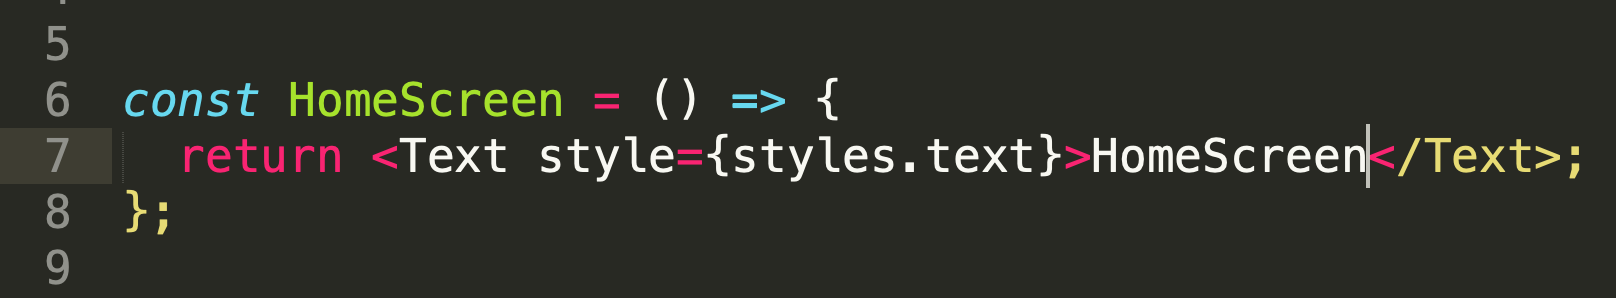 5
6 const HomeScreen = () => {
7 return <Text style={styles.text}>HomeScreen</Text>;
8 };
9